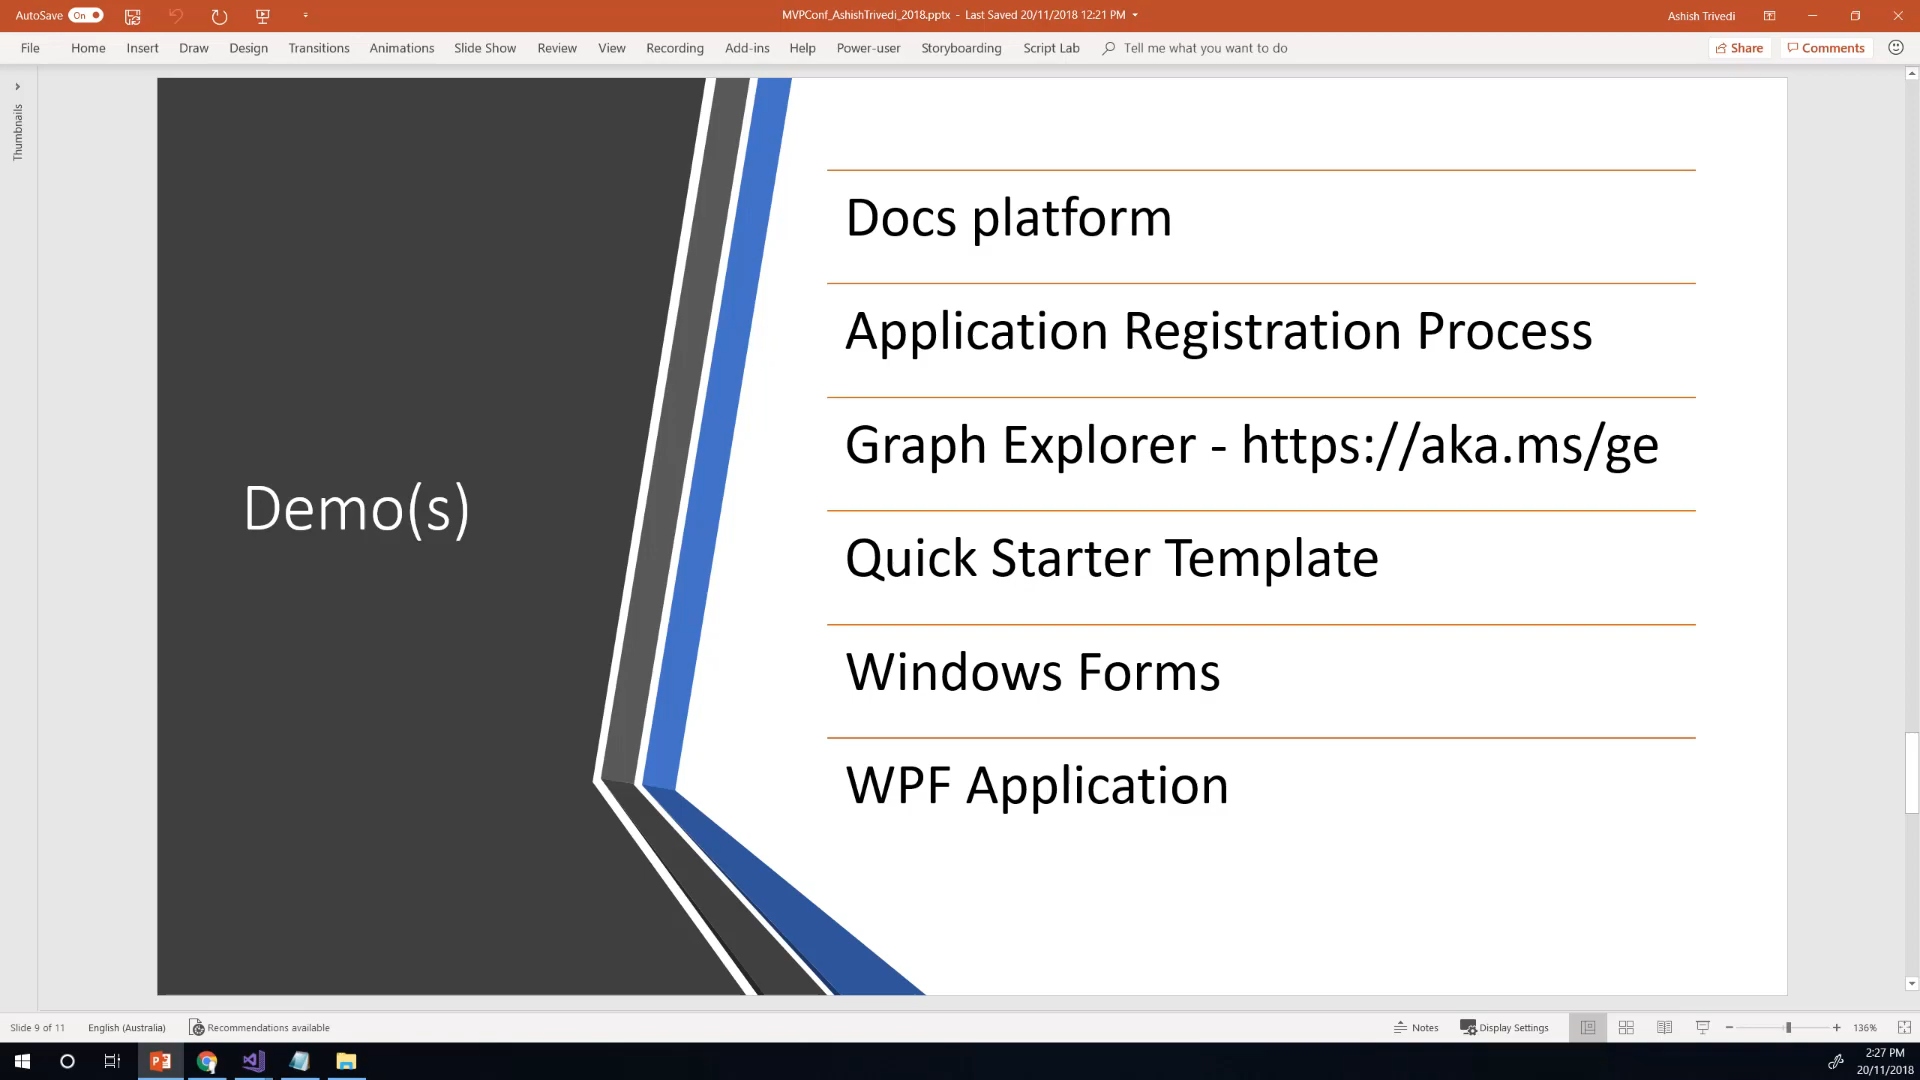 AutoSave On
MVPConf_AshishTrivedi_2018.pptx - Last Saved 20/11/2018 12:21 PM
Ashish Trivedi
File Home Insert Draw Design Transitions Animations Slide Show Review View Recording Add-ins Help Power-user Storyboarding Script Lab Tell me what you want to do Share Comments
Thumbnails
Demo(s)
Docs platform
Application Registration Process
Graph Explorer - https://aka.ms/ge
Quick Starter Template
Windows Forms
WPF Application
Slide 9 of 11 English (Australia) Recommendations available Notes Display Settings 136%
2:27 PM
20/11/2018